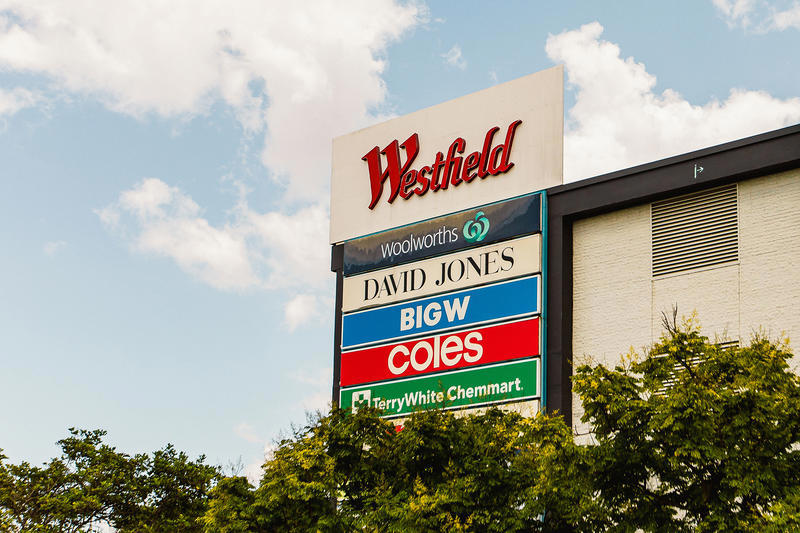 Westfield
woolworths
DAVID JONES
BIGW
coles
TerryWhite Chemmart.